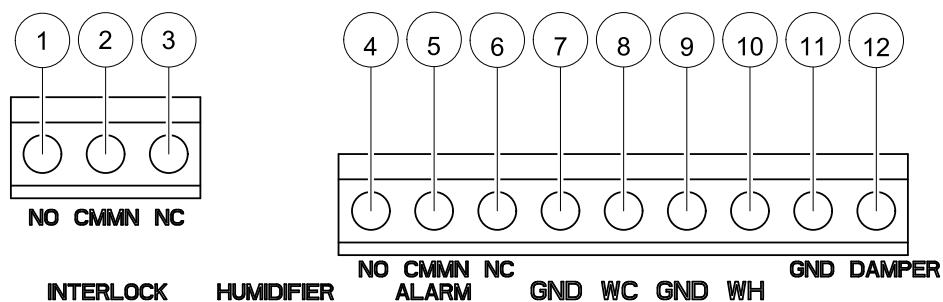 1 2 3 4 5 6 7 8 9 10 11 12
NO CMMN NC
NO CMMN NC GND DAMPER
INTERLOCK HUMIDIFIER ALARM GND WC GND WH